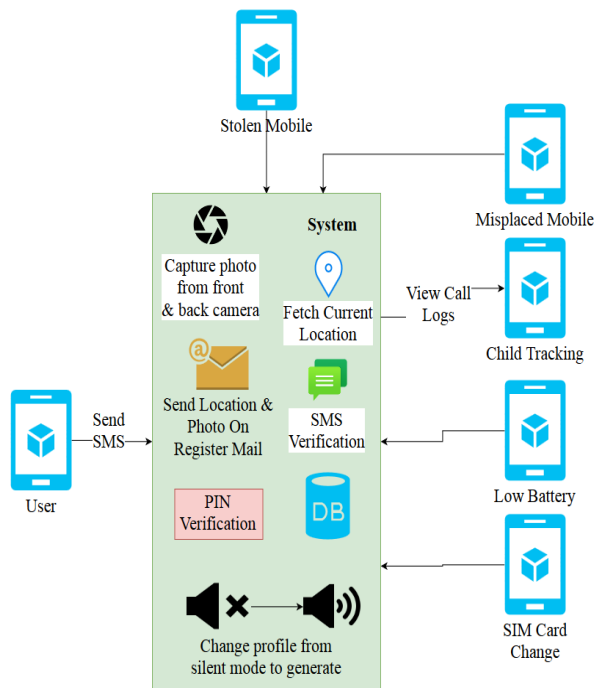 Stolen Mobile
Misplaced Mobile
System
Capture photo
from front
& back camera
Fetch Current
Location
View Call
Logs
Child Tracking
@
Send Location &
Photo On
Register Mail
SMS
Verification
Send
SMS
User
Low Battery
PIN
Verification
DB
SIM Card
Change
Change profile from
silent mode to generate